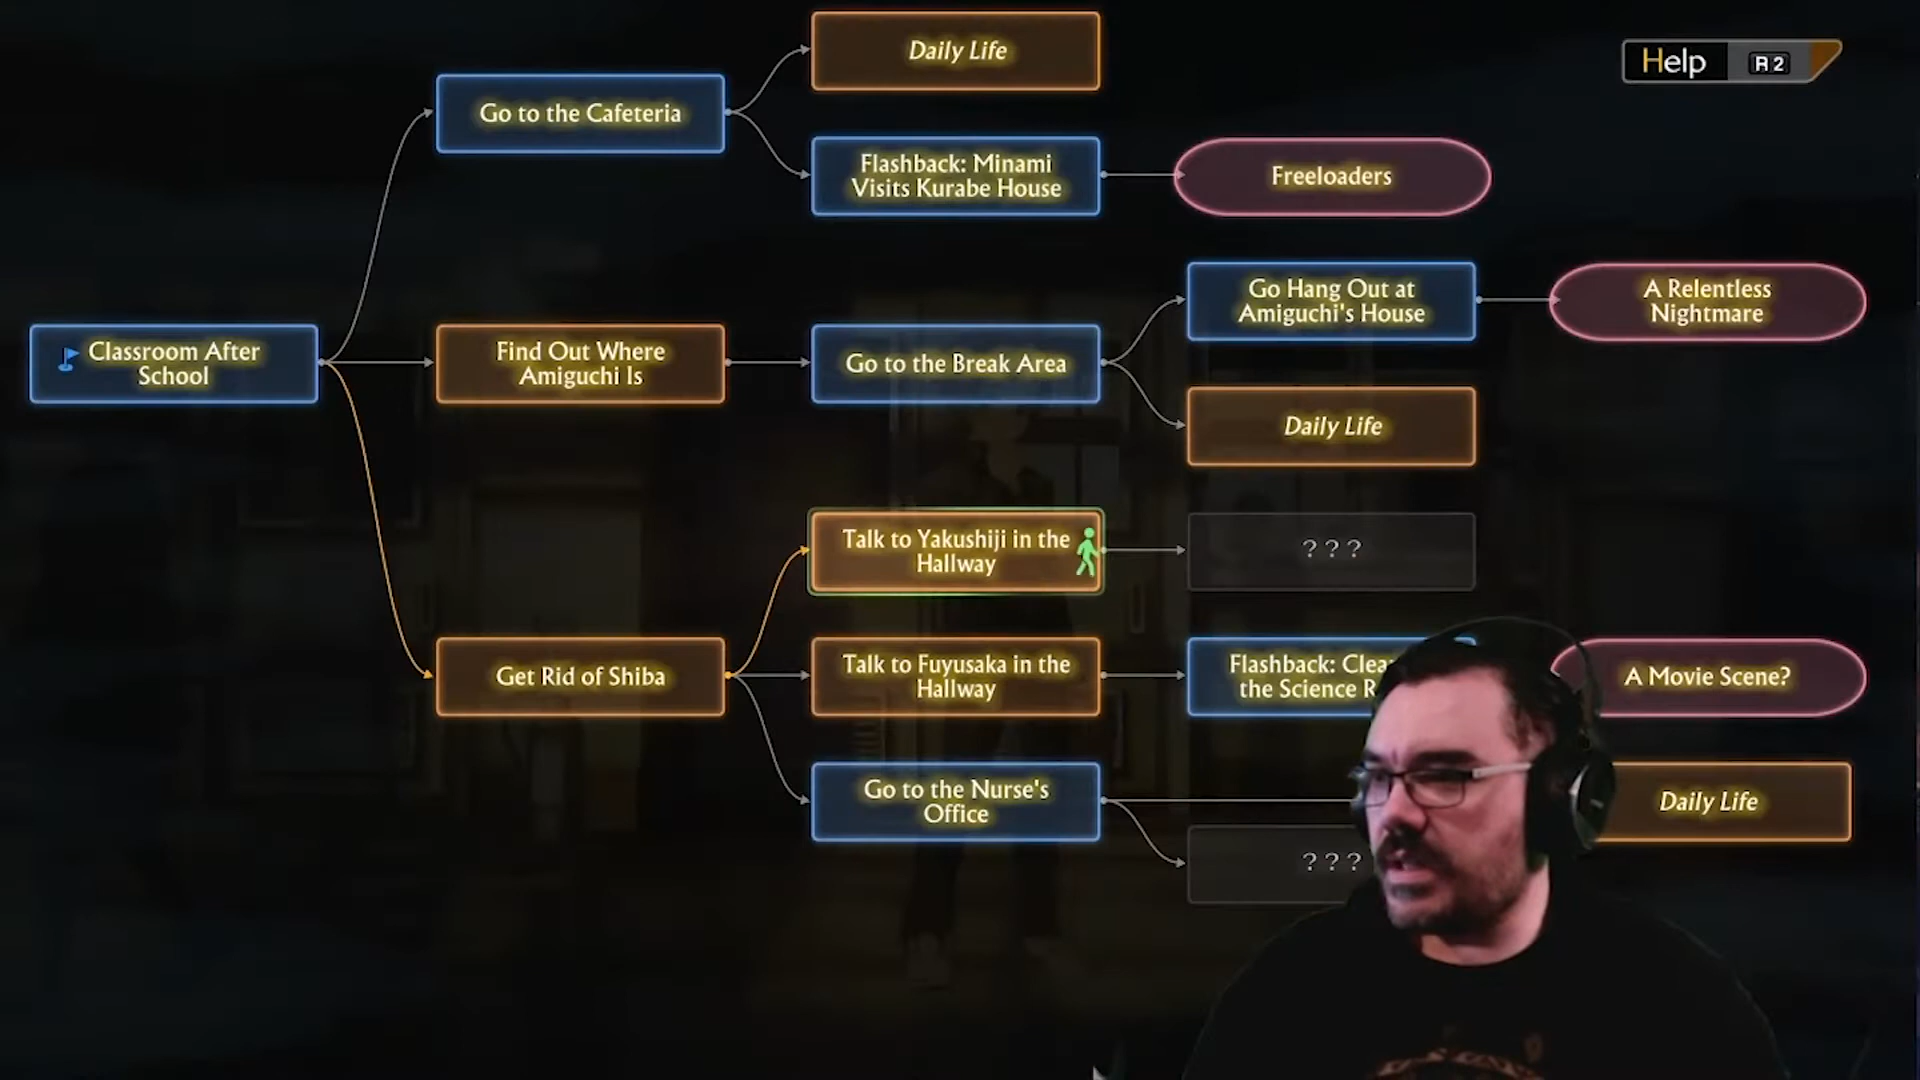 Daily Life
Help R2
Go to the Cafeteria
Flashback: Minami
Visits Kurabe House
Freeloaders
Go Hang Out at
Amiguchi's House
A Relentless
Nightmare
Classroom After
School
Find Out Where
Amiguchi Is
Go to the Break Area
Daily Life
Talk to Yakushiji in the
Hallway
???
Get Rid of Shiba
Talk to Fuyusaka in the
Hallway
Flashback:
the Science
A Movie Scene?
Go to the Nurse's
Office
Daily Life
???